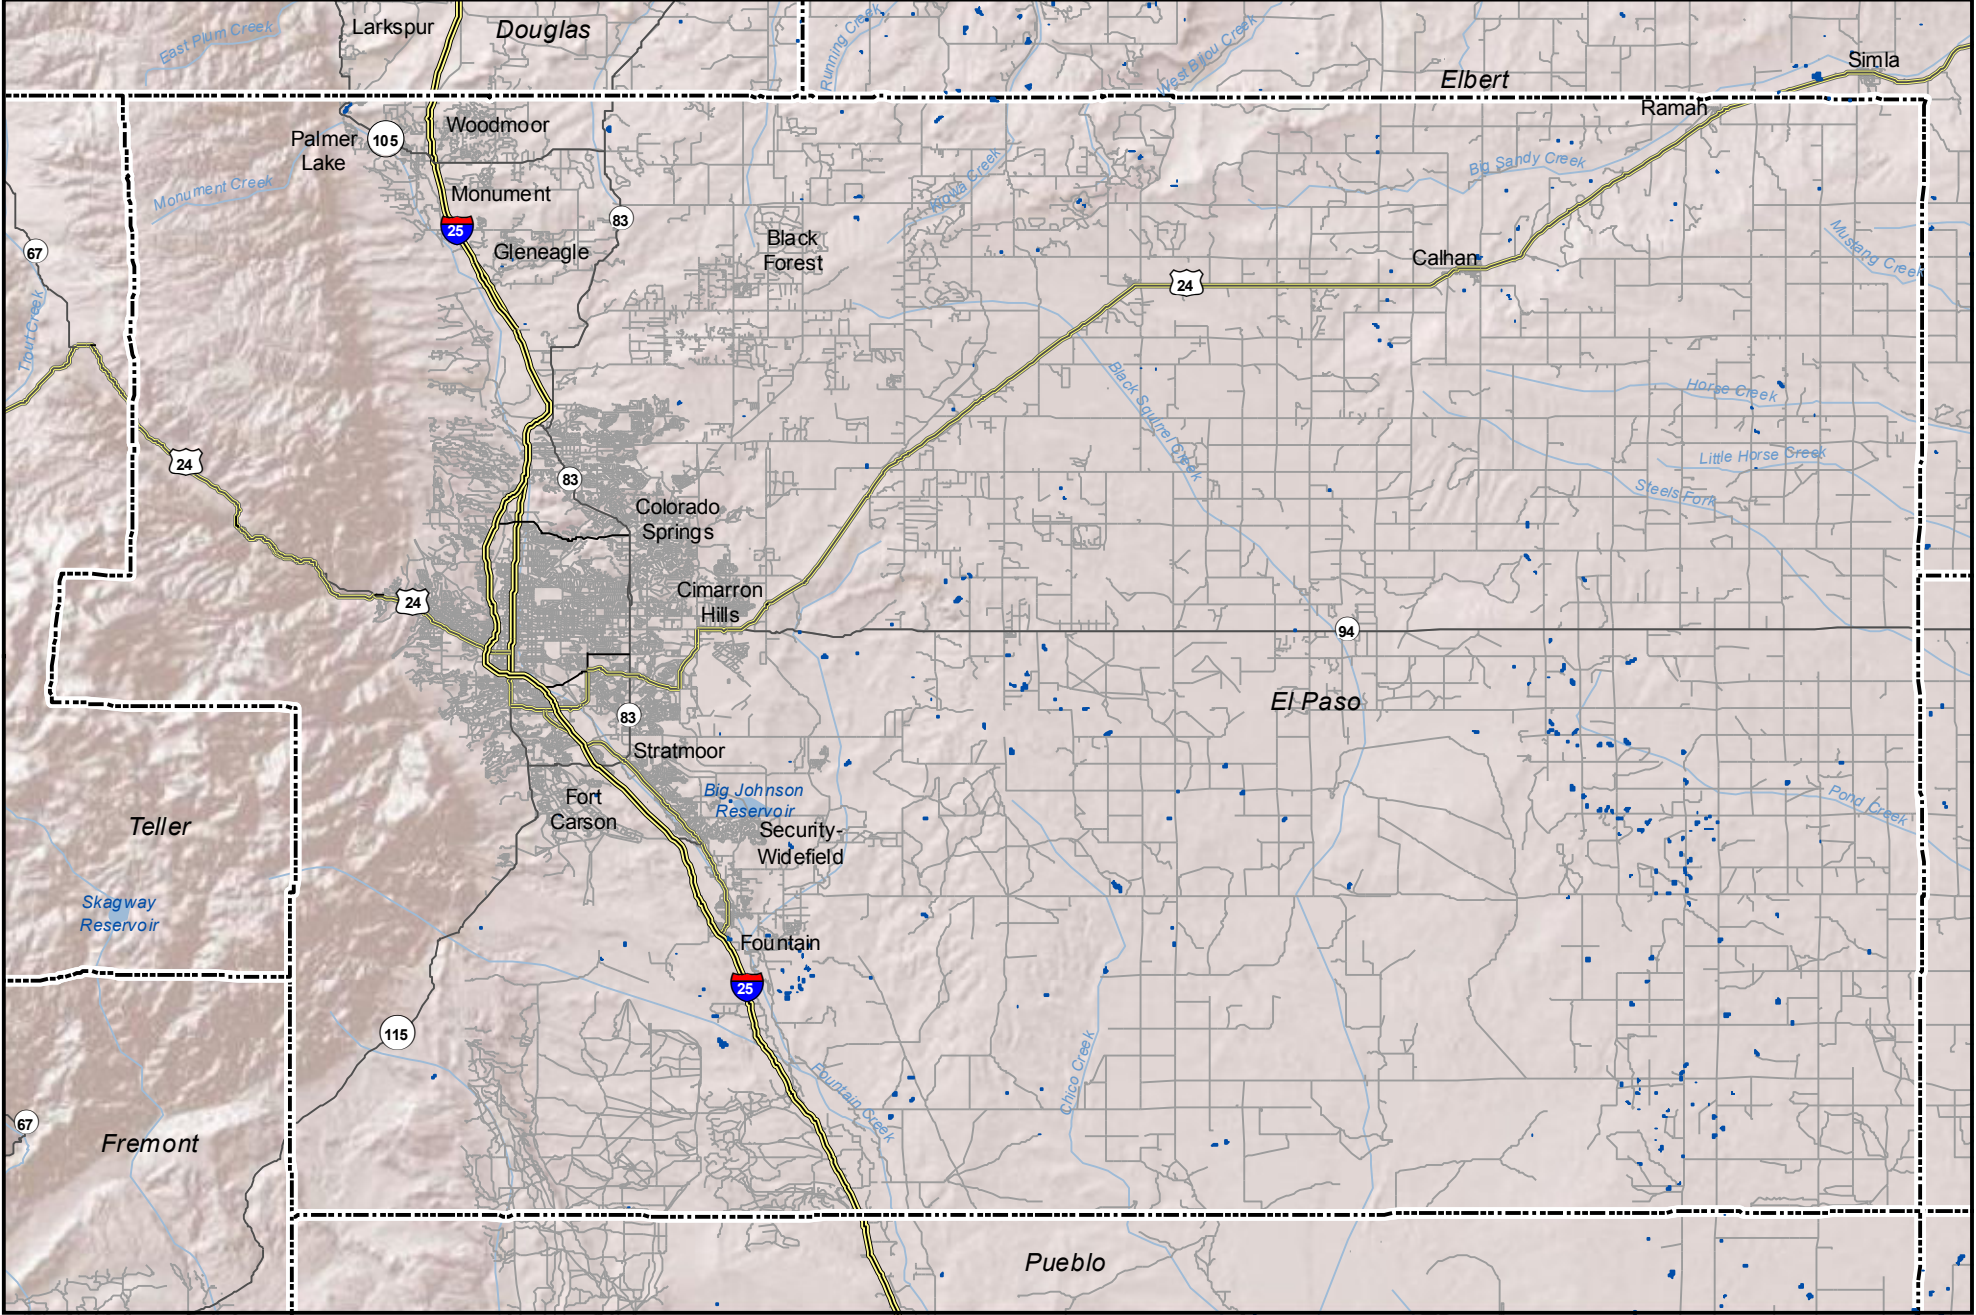 Larkspur
Douglas
East Plum Creek
Running Creek
West Bijou Creek
Elbert
Simla
Ramah
Woodmoor
Palmer
Lake
105
Monument Creek
Monument
25
83
Gleneagle
Kiowa Creek
Big Sandy Creek
Black
Forest
67
Trout Creek
24
Calhan
Mustang Creek
Black Squirrel Creek
Horse Creek
Little Horse Creek
Steels Fork
24
83
Colorado
Springs
Cimarron
Hills
24
94
El Paso
83
Stratmoor
Big Johnson
Reservoir
Fort
Carson
Security-
Widefield
Pond Creek
Teller
Skagway
Reservoir
Fountain
25
115
Chico Creek
Fountain Creek
67
Fremont
Pueblo